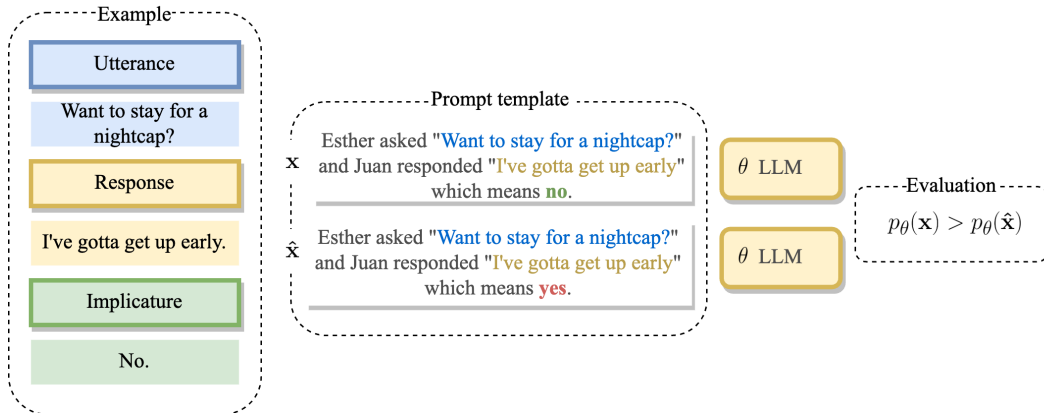 Example
Utterance
Want to stay for a
nightcap?
Response
I've gotta get up early.
Implicature
No.
Prompt template
x
Esther asked "Want to stay for a nightcap?"
and Juan responded "I've gotta get up early"
which means no.
x̂
Esther asked "Want to stay for a nightcap?"
and Juan responded "I've gotta get up early"
which means yes.
θ LLM
θ LLM
Evaluation
pθ(x) > pθ(x̂)